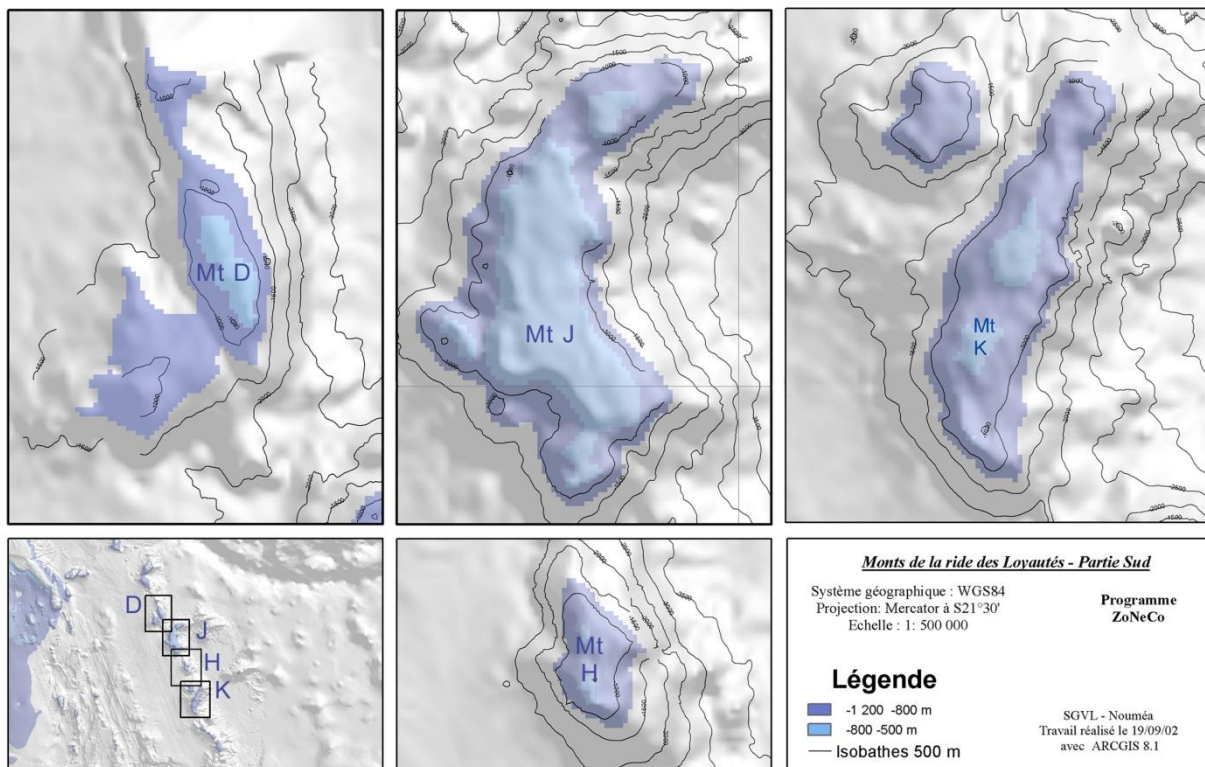 Mt D
Mt J
Mt
K
D
J
H
K
Mt
H
Monts de la ride des Loyautés - Partie Sud
Système géographique : WGS84
Projection: Mercator à S21°30'
Echelle : 1: 500 000
Programme
ZoNeCo
Légende
-1 200 -800 m
-800 -500 m
Isobathes 500 m
SGVL - Nouméa
Travail réalisé le 19/09/02
avec ARCGIS 8.1